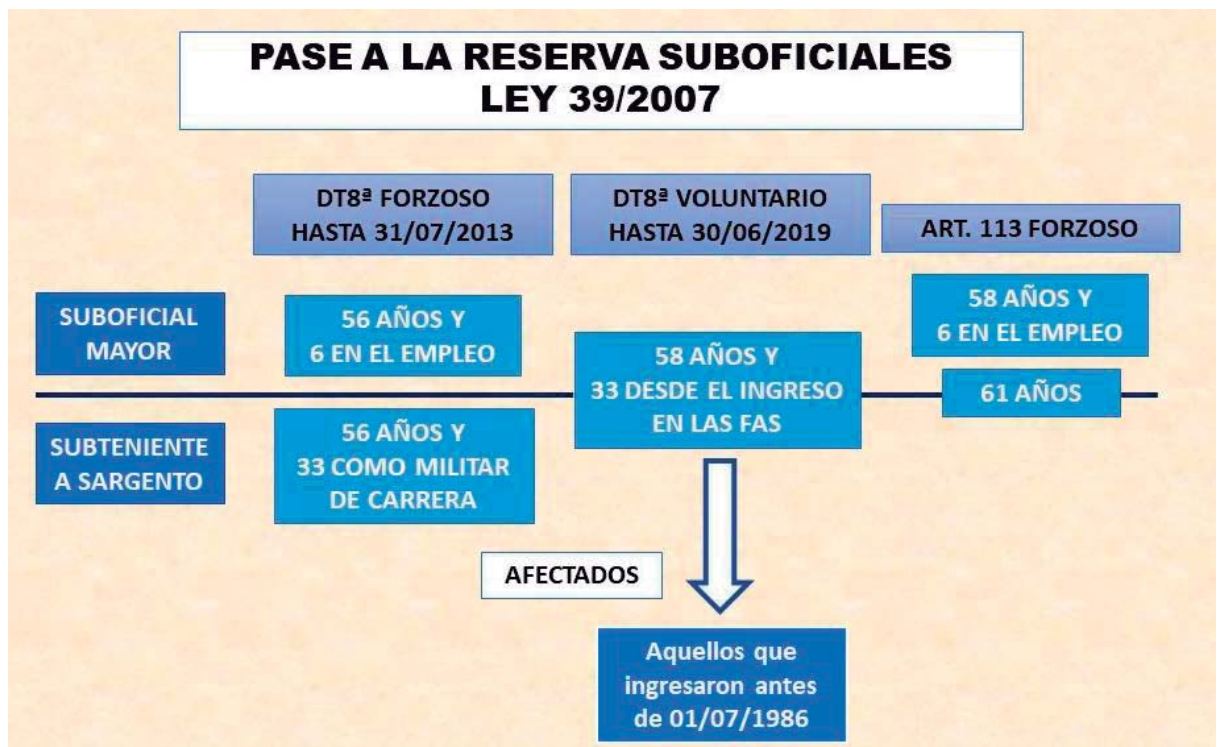 PASE A LA RESERVA SUBOFICIALES
LEY 39/2007
DT8ª FORZOSO
HASTA 31/07/2013
DT8ª VOLUNTARIO
HASTA 30/06/2019
ART. 113 FORZOSO
SUBOFICIAL
MAYOR
56 AÑOS Y
6 EN EL EMPLEO
58 AÑOS Y
33 DESDE EL INGRESO
EN LAS FAS
58 AÑOS Y
6 EN EL EMPLEO
61 AÑOS
SUBTENIENTE
A SARGENTO
56 AÑOS Y
33 COMO MILITAR
DE CARRERA
AFECTADOS
Aquellos que
ingresaron antes
de 01/07/1986